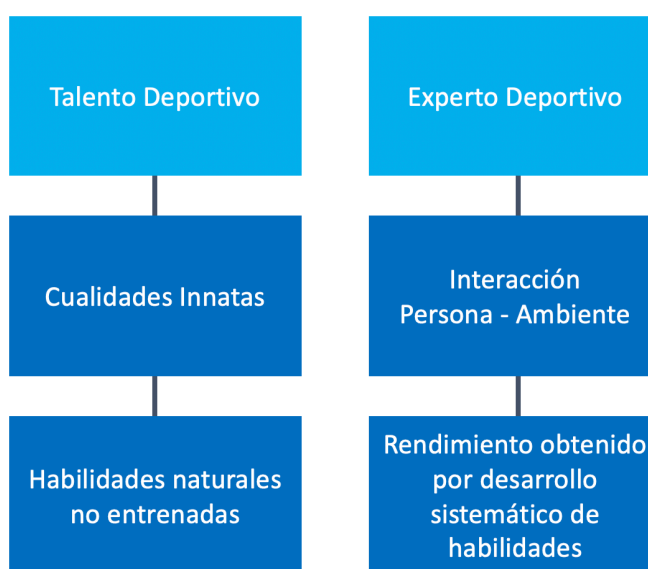 Talento Deportivo
Experto Deportivo
Cualidades Innatas
Interacción
Persona - Ambiente
Habilidades naturales
no entrenadas
Rendimiento obtenido
por desarrollo
sistemático de
habilidades